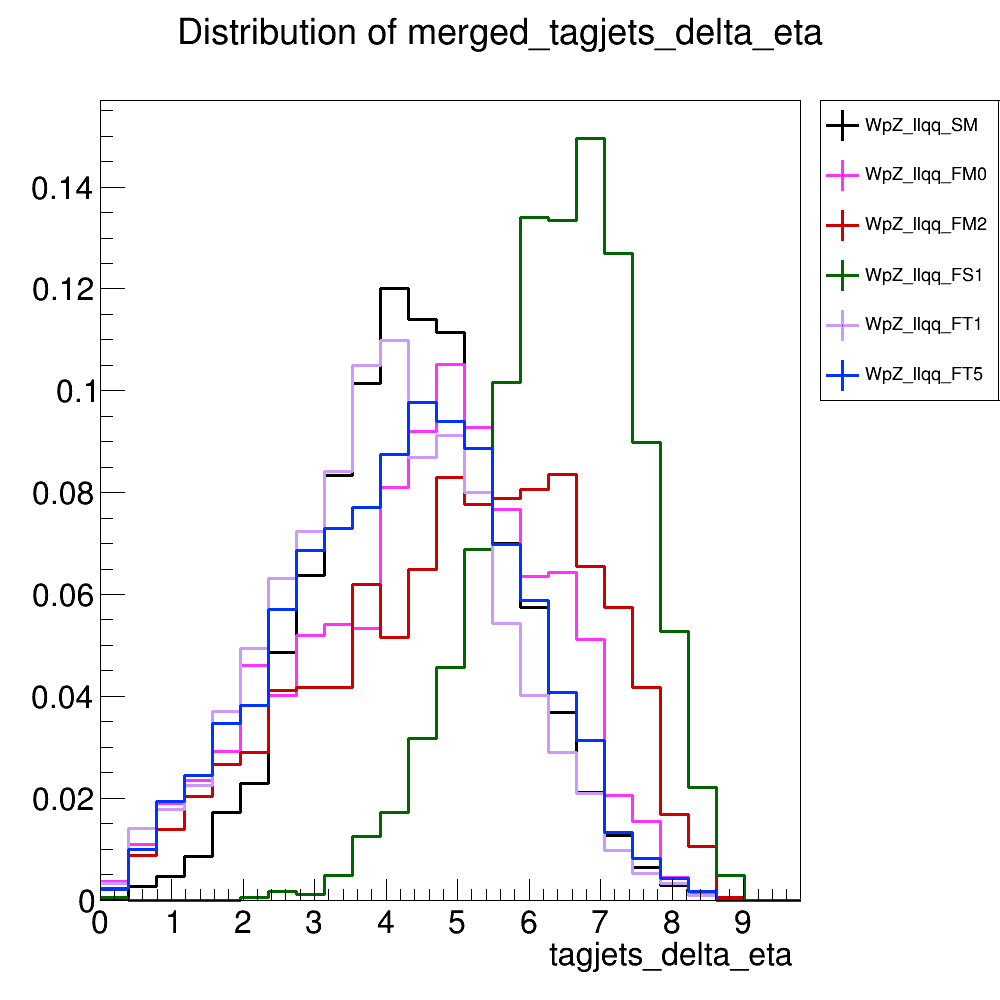 Distribution of merged_tagjets_delta_eta
WpZ_llqq_SM
WpZ_llqq_FM0
WpZ_llqq_FM2
WpZ_llqq_FS1
WpZ_llqq_FT1
WpZ_llqq_FT5
0.14
0.12
0.1
0.08
0.06
0.04
0.02
0
0 1 2 3 4 5 6 7 8 9
tagjets_delta_eta